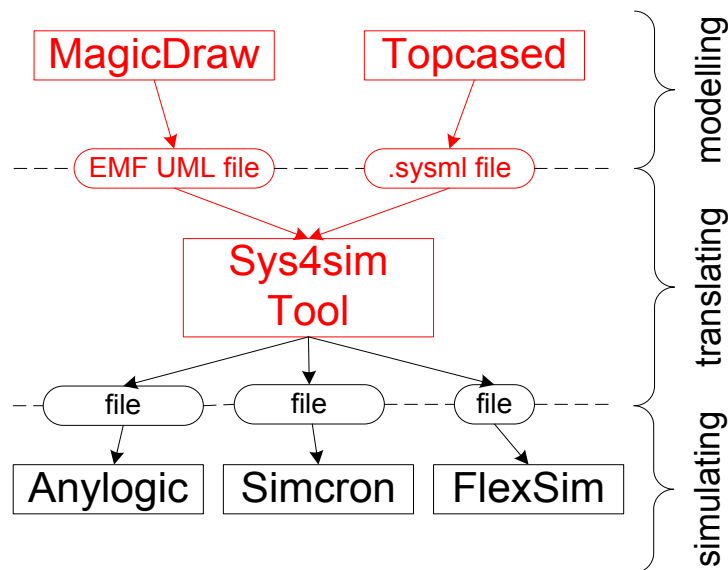 MagicDraw
Topcased
modelling
EMF UML file
.sysml file
Sys4sim
Tool
translating
file
file
file
Anylogic
Simcron
FlexSim
simulating